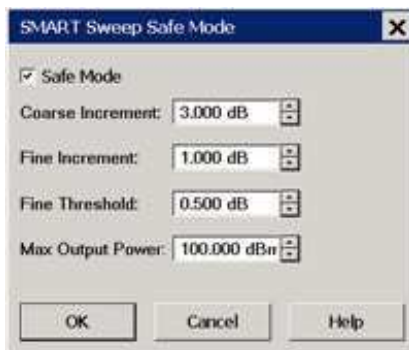 SMART Sweep Safe Mode
Safe Mode
Coarse Increment: 3.000 dB
Fine Increment: 1.000 dB
Fine Threshold: 0.500 dB
Max Output Power: 100.000 dBm
OK Cancel Help